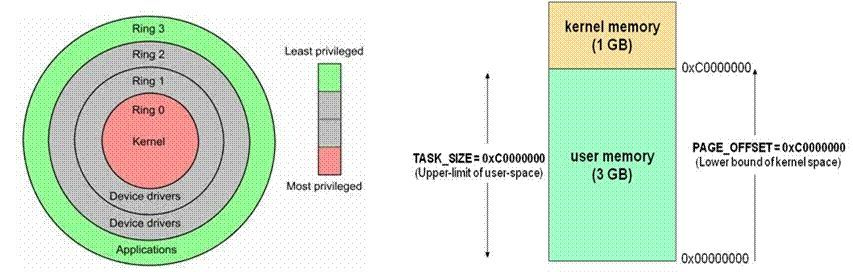 Ring 3
Ring 2
Ring 1
Ring 0
Kernel
Device drivers
Device drivers
Applications
Least privileged
Most privileged
kernel memory
(1 GB)
0xC0000000
TASK_SIZE = 0xC0000000
(Upper-limit of user-space)
user memory
(3 GB)
PAGE_OFFSET = 0xC0000000
(Lower bound of kernel space)
0x00000000